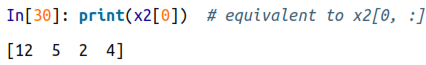 In[30]: print(x2[0])  # equivalent to x2[0, :]
[12  5  2  4]